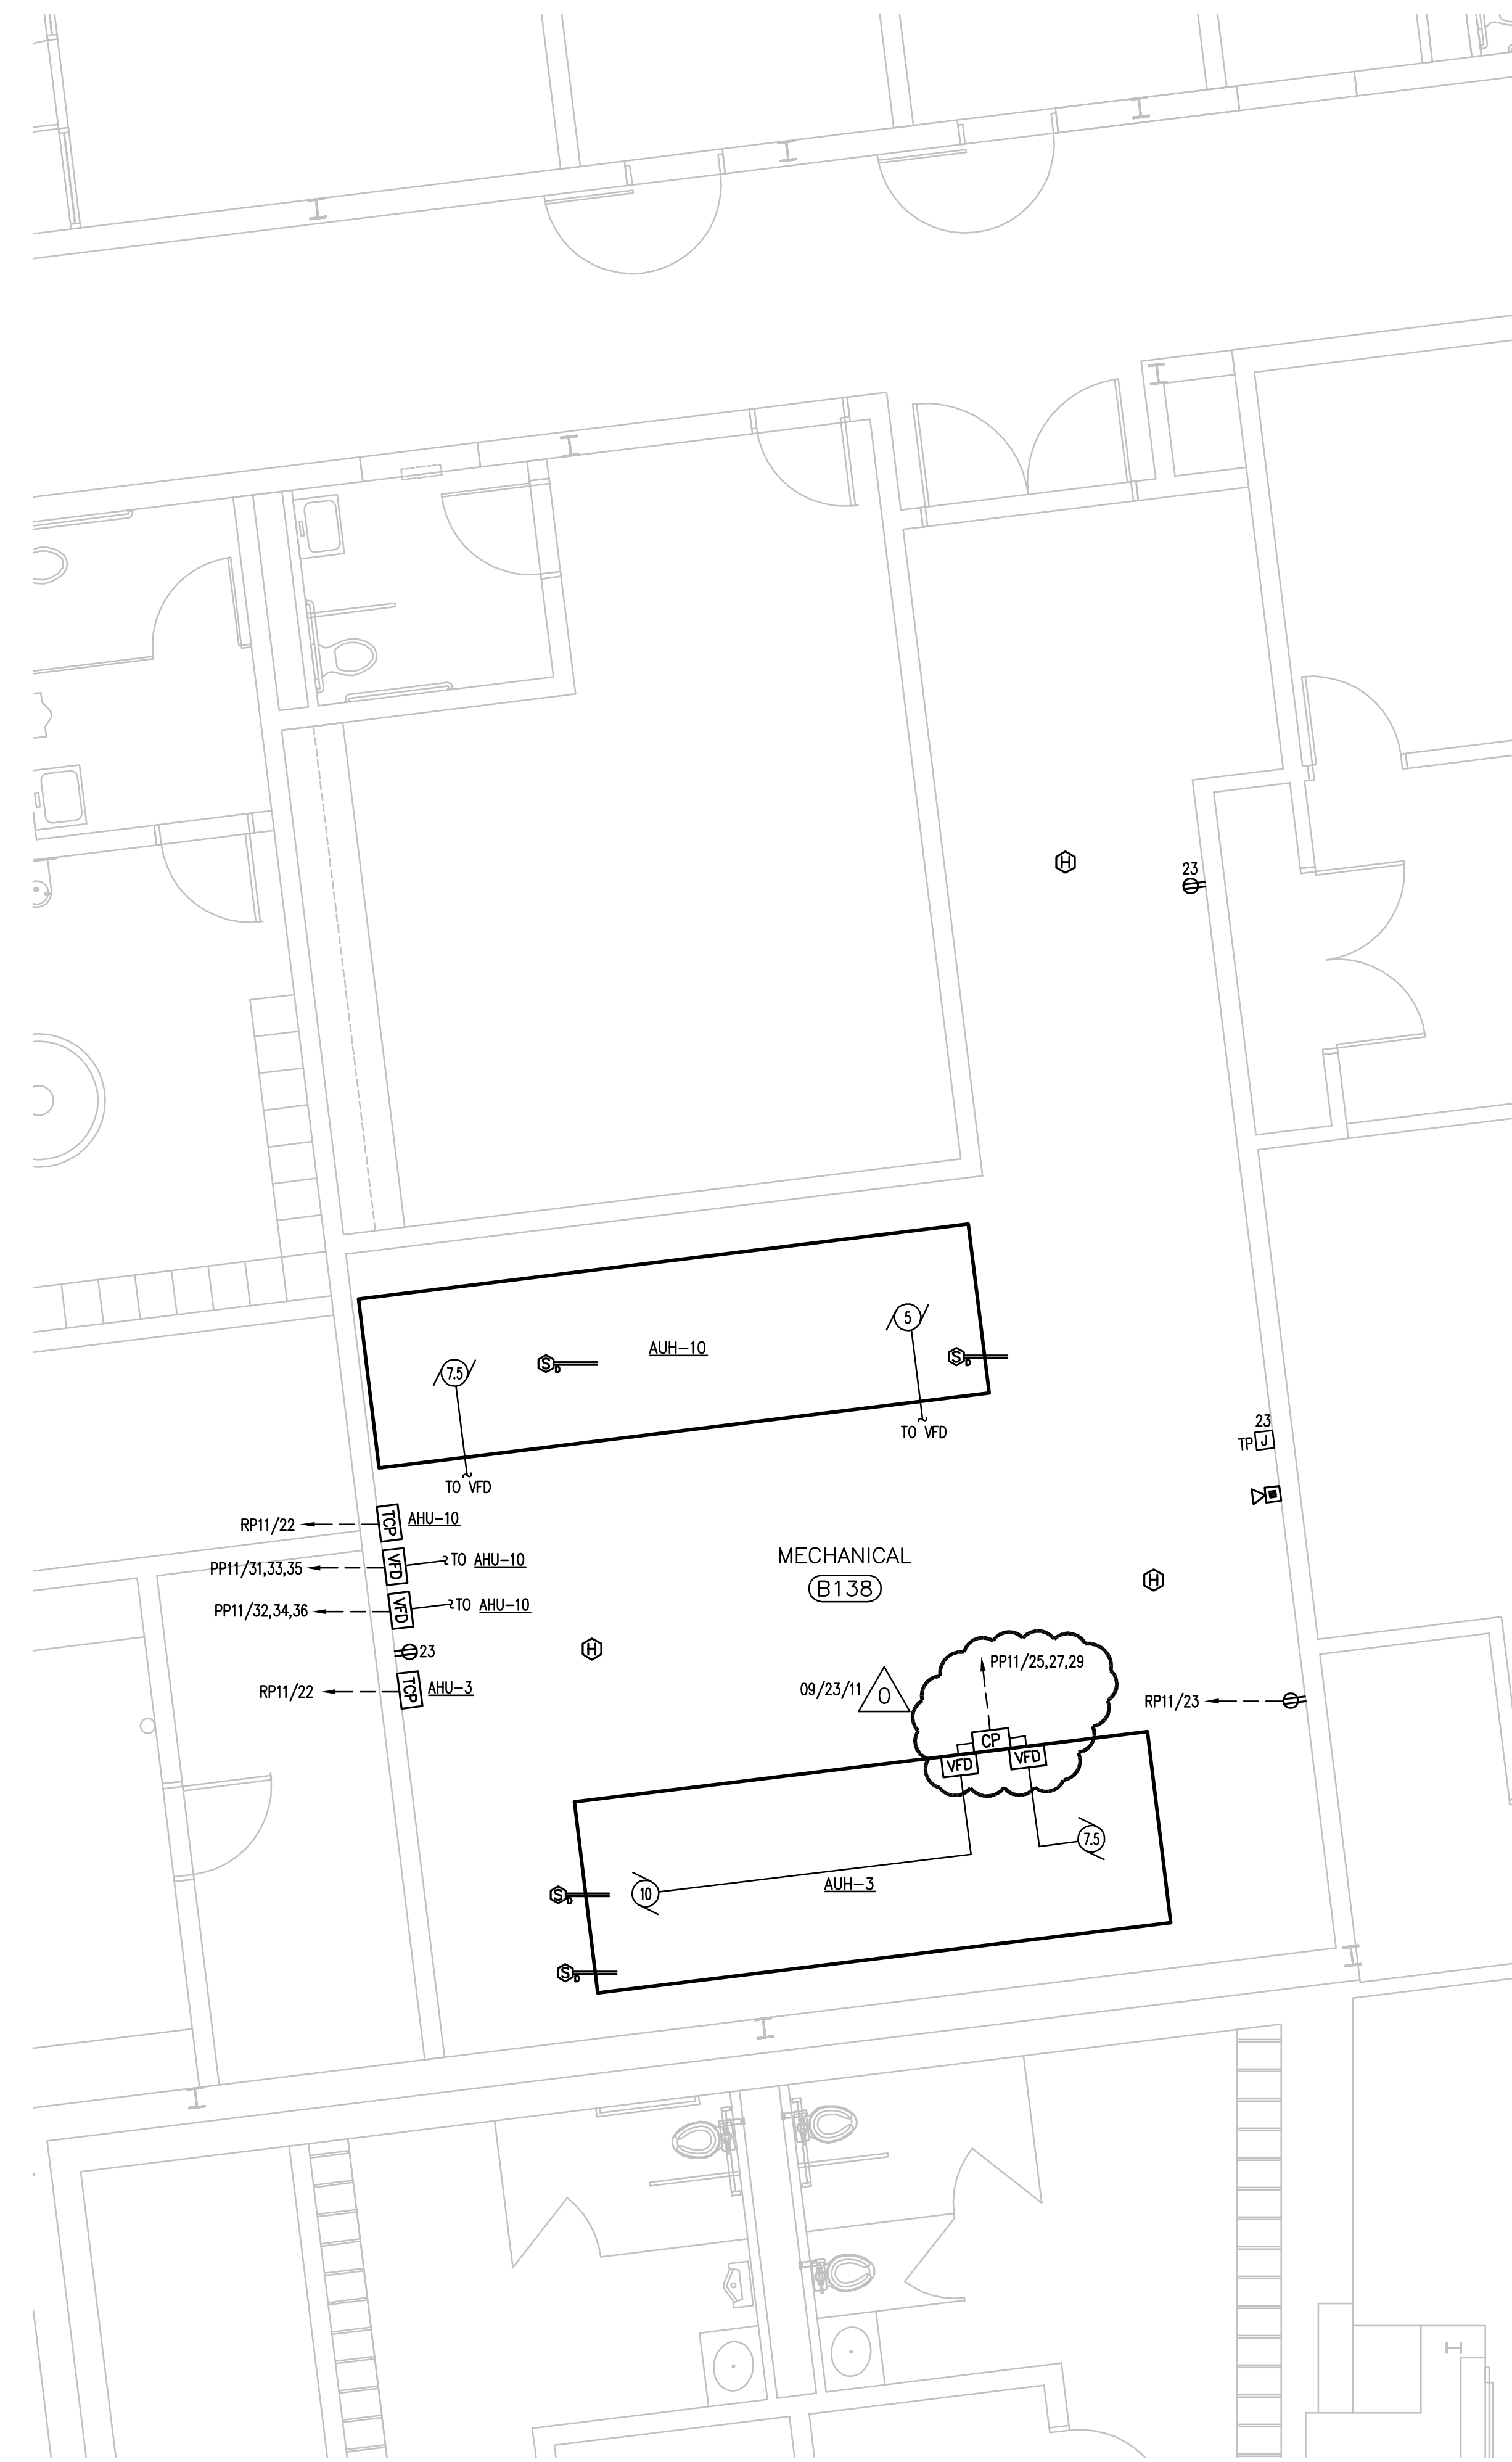 H
23
5
AUH-10
S
D
S
D
7.5
TO VFD
23
TP J
TO VFD
RP11/22
TCP
AHU-10
PP11/31,33,35
VFD
TO AHU-10
MECHANICAL
B138
H
PP11/32,34,36
VFD
TO AHU-10
23
H
RP11/22
TCP
AHU-3
09/23/11
0
PP11/25,27,29
RP11/23
CP
VFD
VFD
7.5
S
D
10
AUH-3
S
D